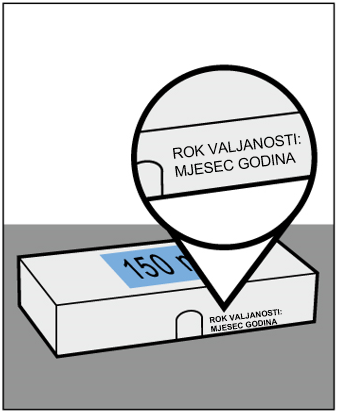 ROK VALJANOSTI:
MJESEC GODINA
150
ROK VALJANOSTI:
MJESEC GODINA